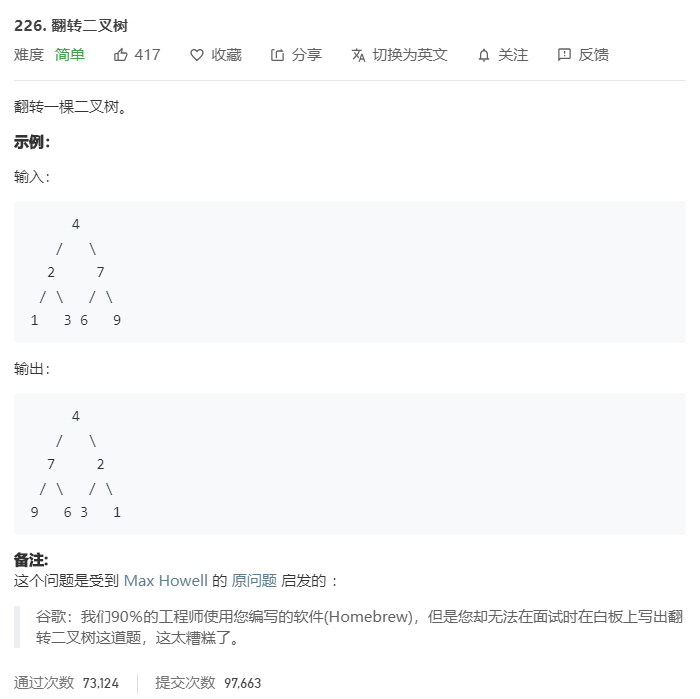 226. 翻转二叉树
难度 简单 417 收藏 分享 切换为英文 关注 反馈
翻转一棵二叉树。
示例：
输入：
4
/ \
2 7
/ \ / \
1 3 6 9
输出：
4
/ \
7 2
/ \ / \
9 6 3 1
备注:
这个问题是受到 Max Howell 的 原问题 启发的 ：
谷歌：我们90％的工程师使用您编写的软件(Homebrew)，但是您却无法在面试时在白板上写出翻
转二叉树这道题，这太糟糕了。
通过次数 73,124 提交次数 97,663